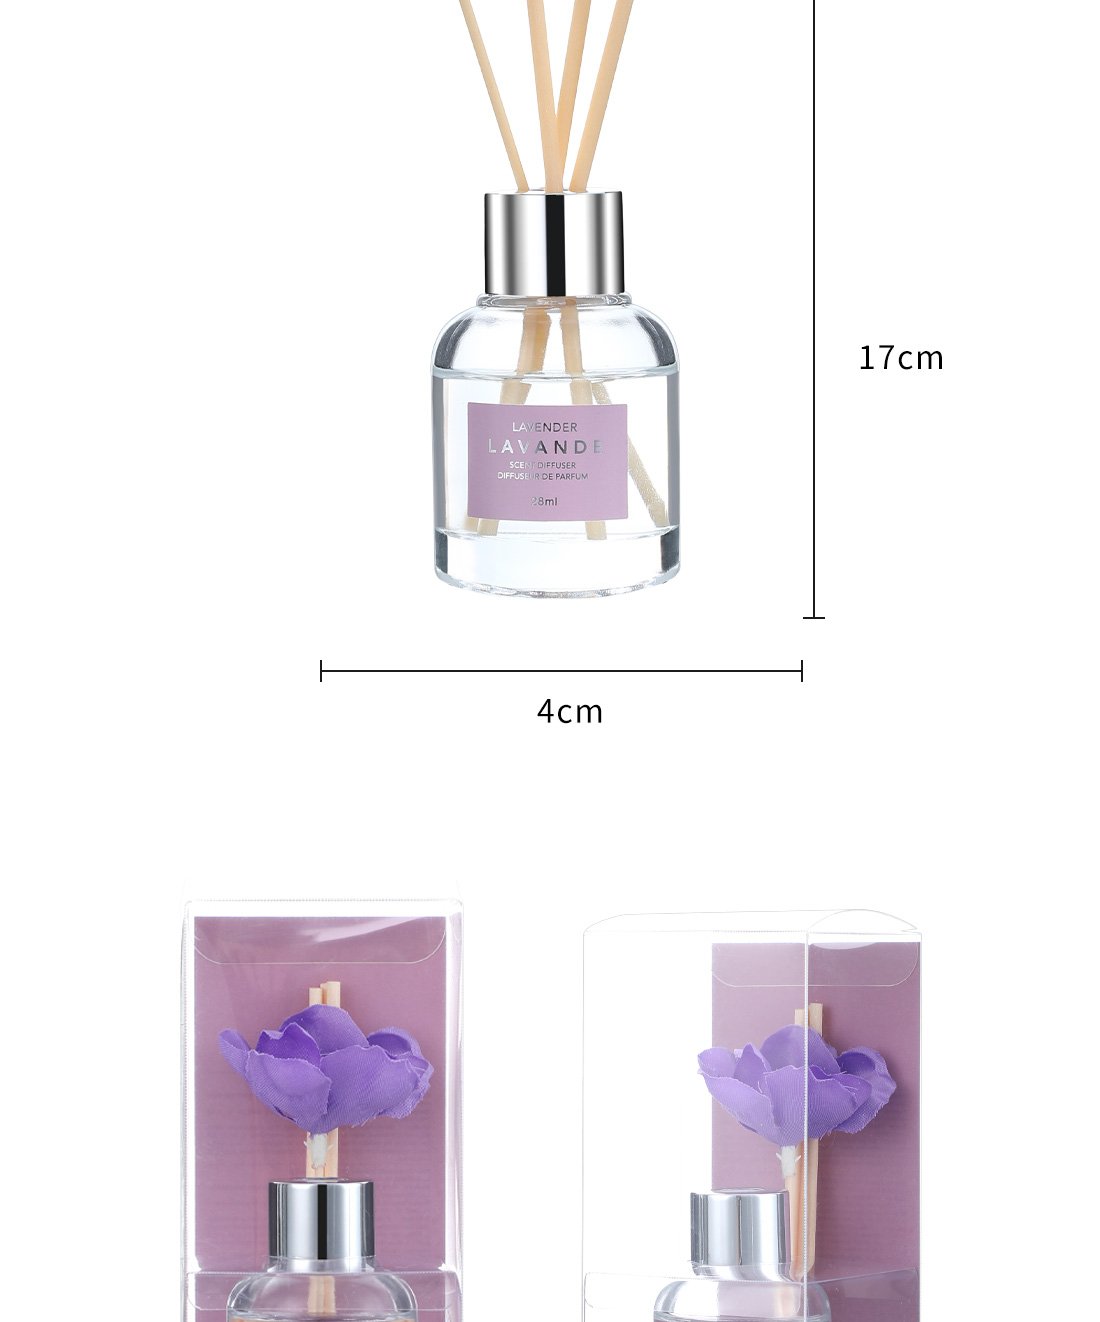 17cm
LAVENDER
LAVANDE
SCENT DIFFUSER
DIFFUSEUR DE PARFUM
28ml
4cm